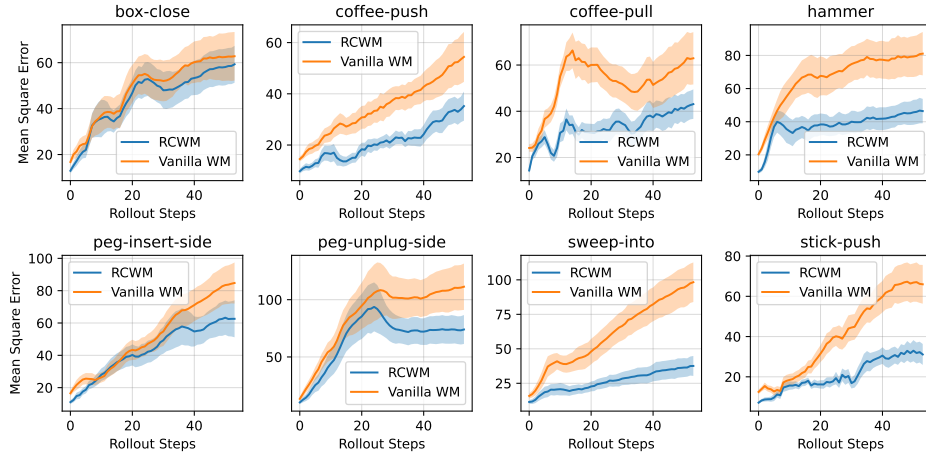 box-close
coffee-push
coffee-pull
hammer
Mean Square Error
60
40
20
0
20
40
Rollout Steps
RCWM
Vanilla WM
60
40
20
0
20
40
Rollout Steps
RCWM
Vanilla WM
60
40
20
0
20
40
Rollout Steps
RCWM
Vanilla WM
80
60
40
20
0
20
40
Rollout Steps
RCWM
Vanilla WM
peg-insert-side
peg-unplug-side
sweep-into
stick-push
Mean Square Error
100
80
60
40
20
0
20
40
Rollout Steps
RCWM
Vanilla WM
100
50
0
20
40
Rollout Steps
RCWM
Vanilla WM
100
75
50
25
0
20
40
Rollout Steps
RCWM
Vanilla WM
80
60
40
20
0
20
40
Rollout Steps
RCWM
Vanilla WM